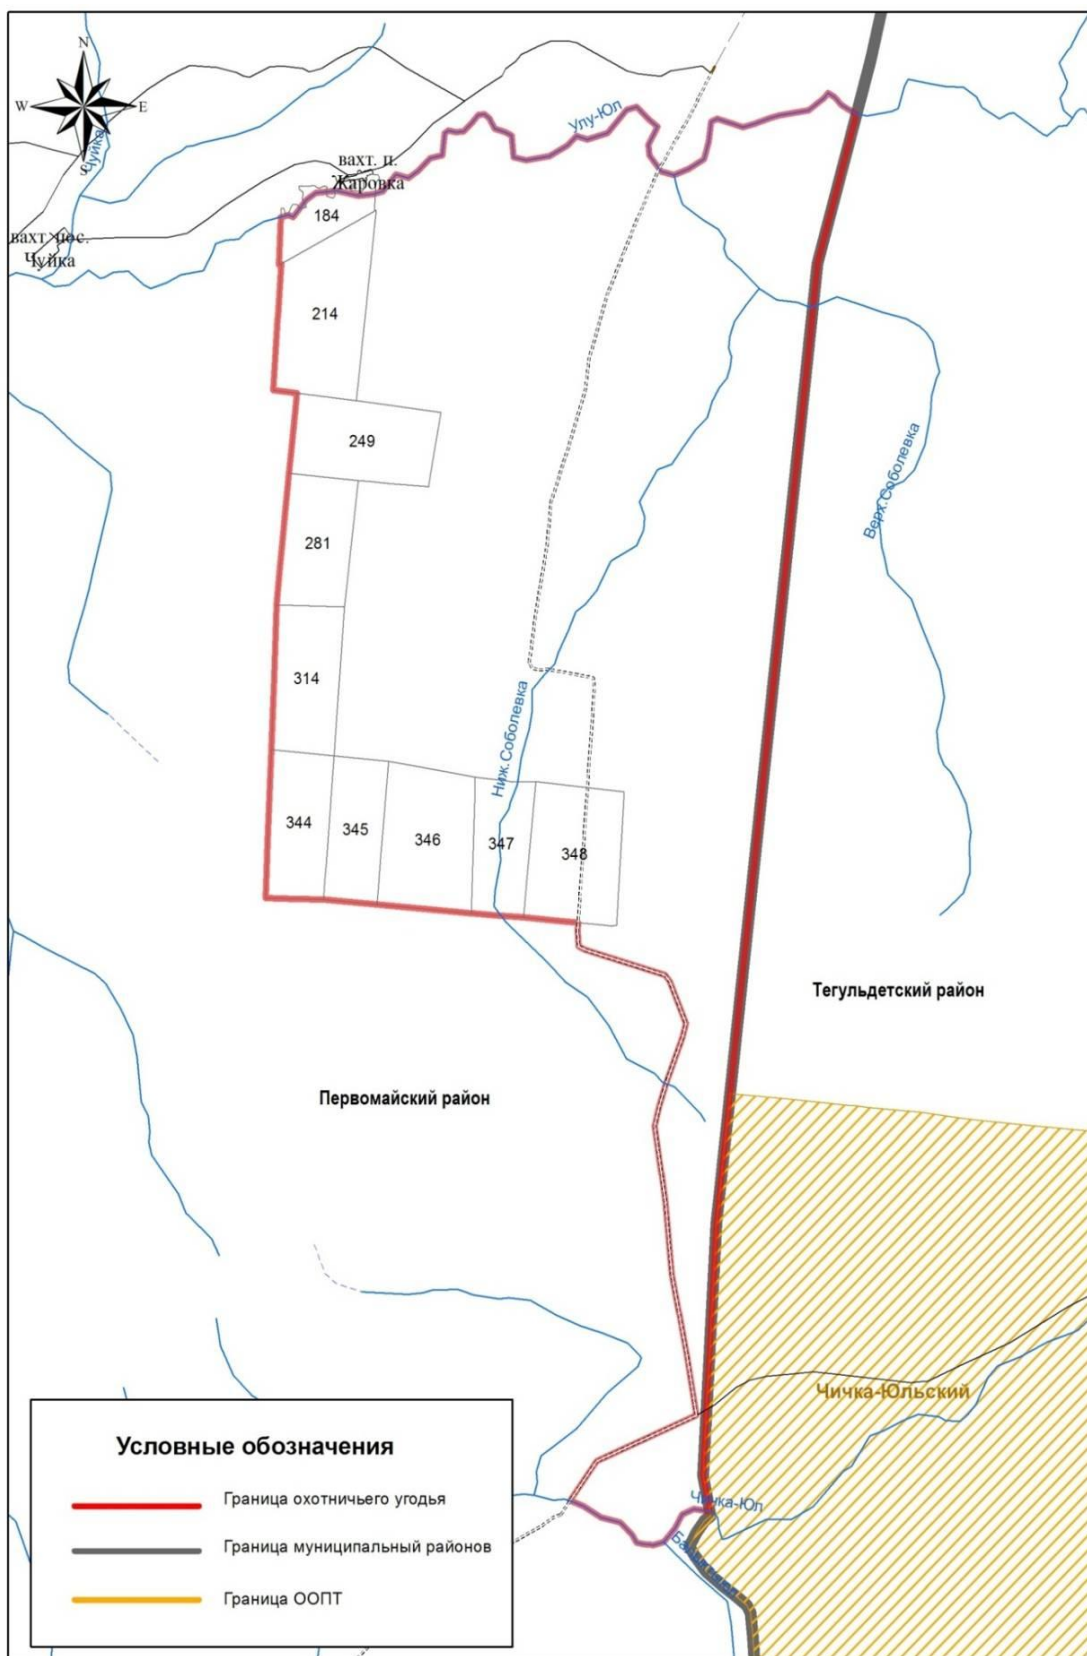 N
W
E
S
Чуйка
Улу-Юл
вахт. п.
Жаровка
184
вахт. пос.
Чуйка
214
249
281
314
Верх.Соболевка
Ниж.Соболевка
344
345
346
347
348
Тегульдетский район
Первомайский район
Чичка-Юльский
Условные обозначения
Граница охотничьего угодья
Граница муниципальный районов
Граница ООПТ
Чичка-Юл